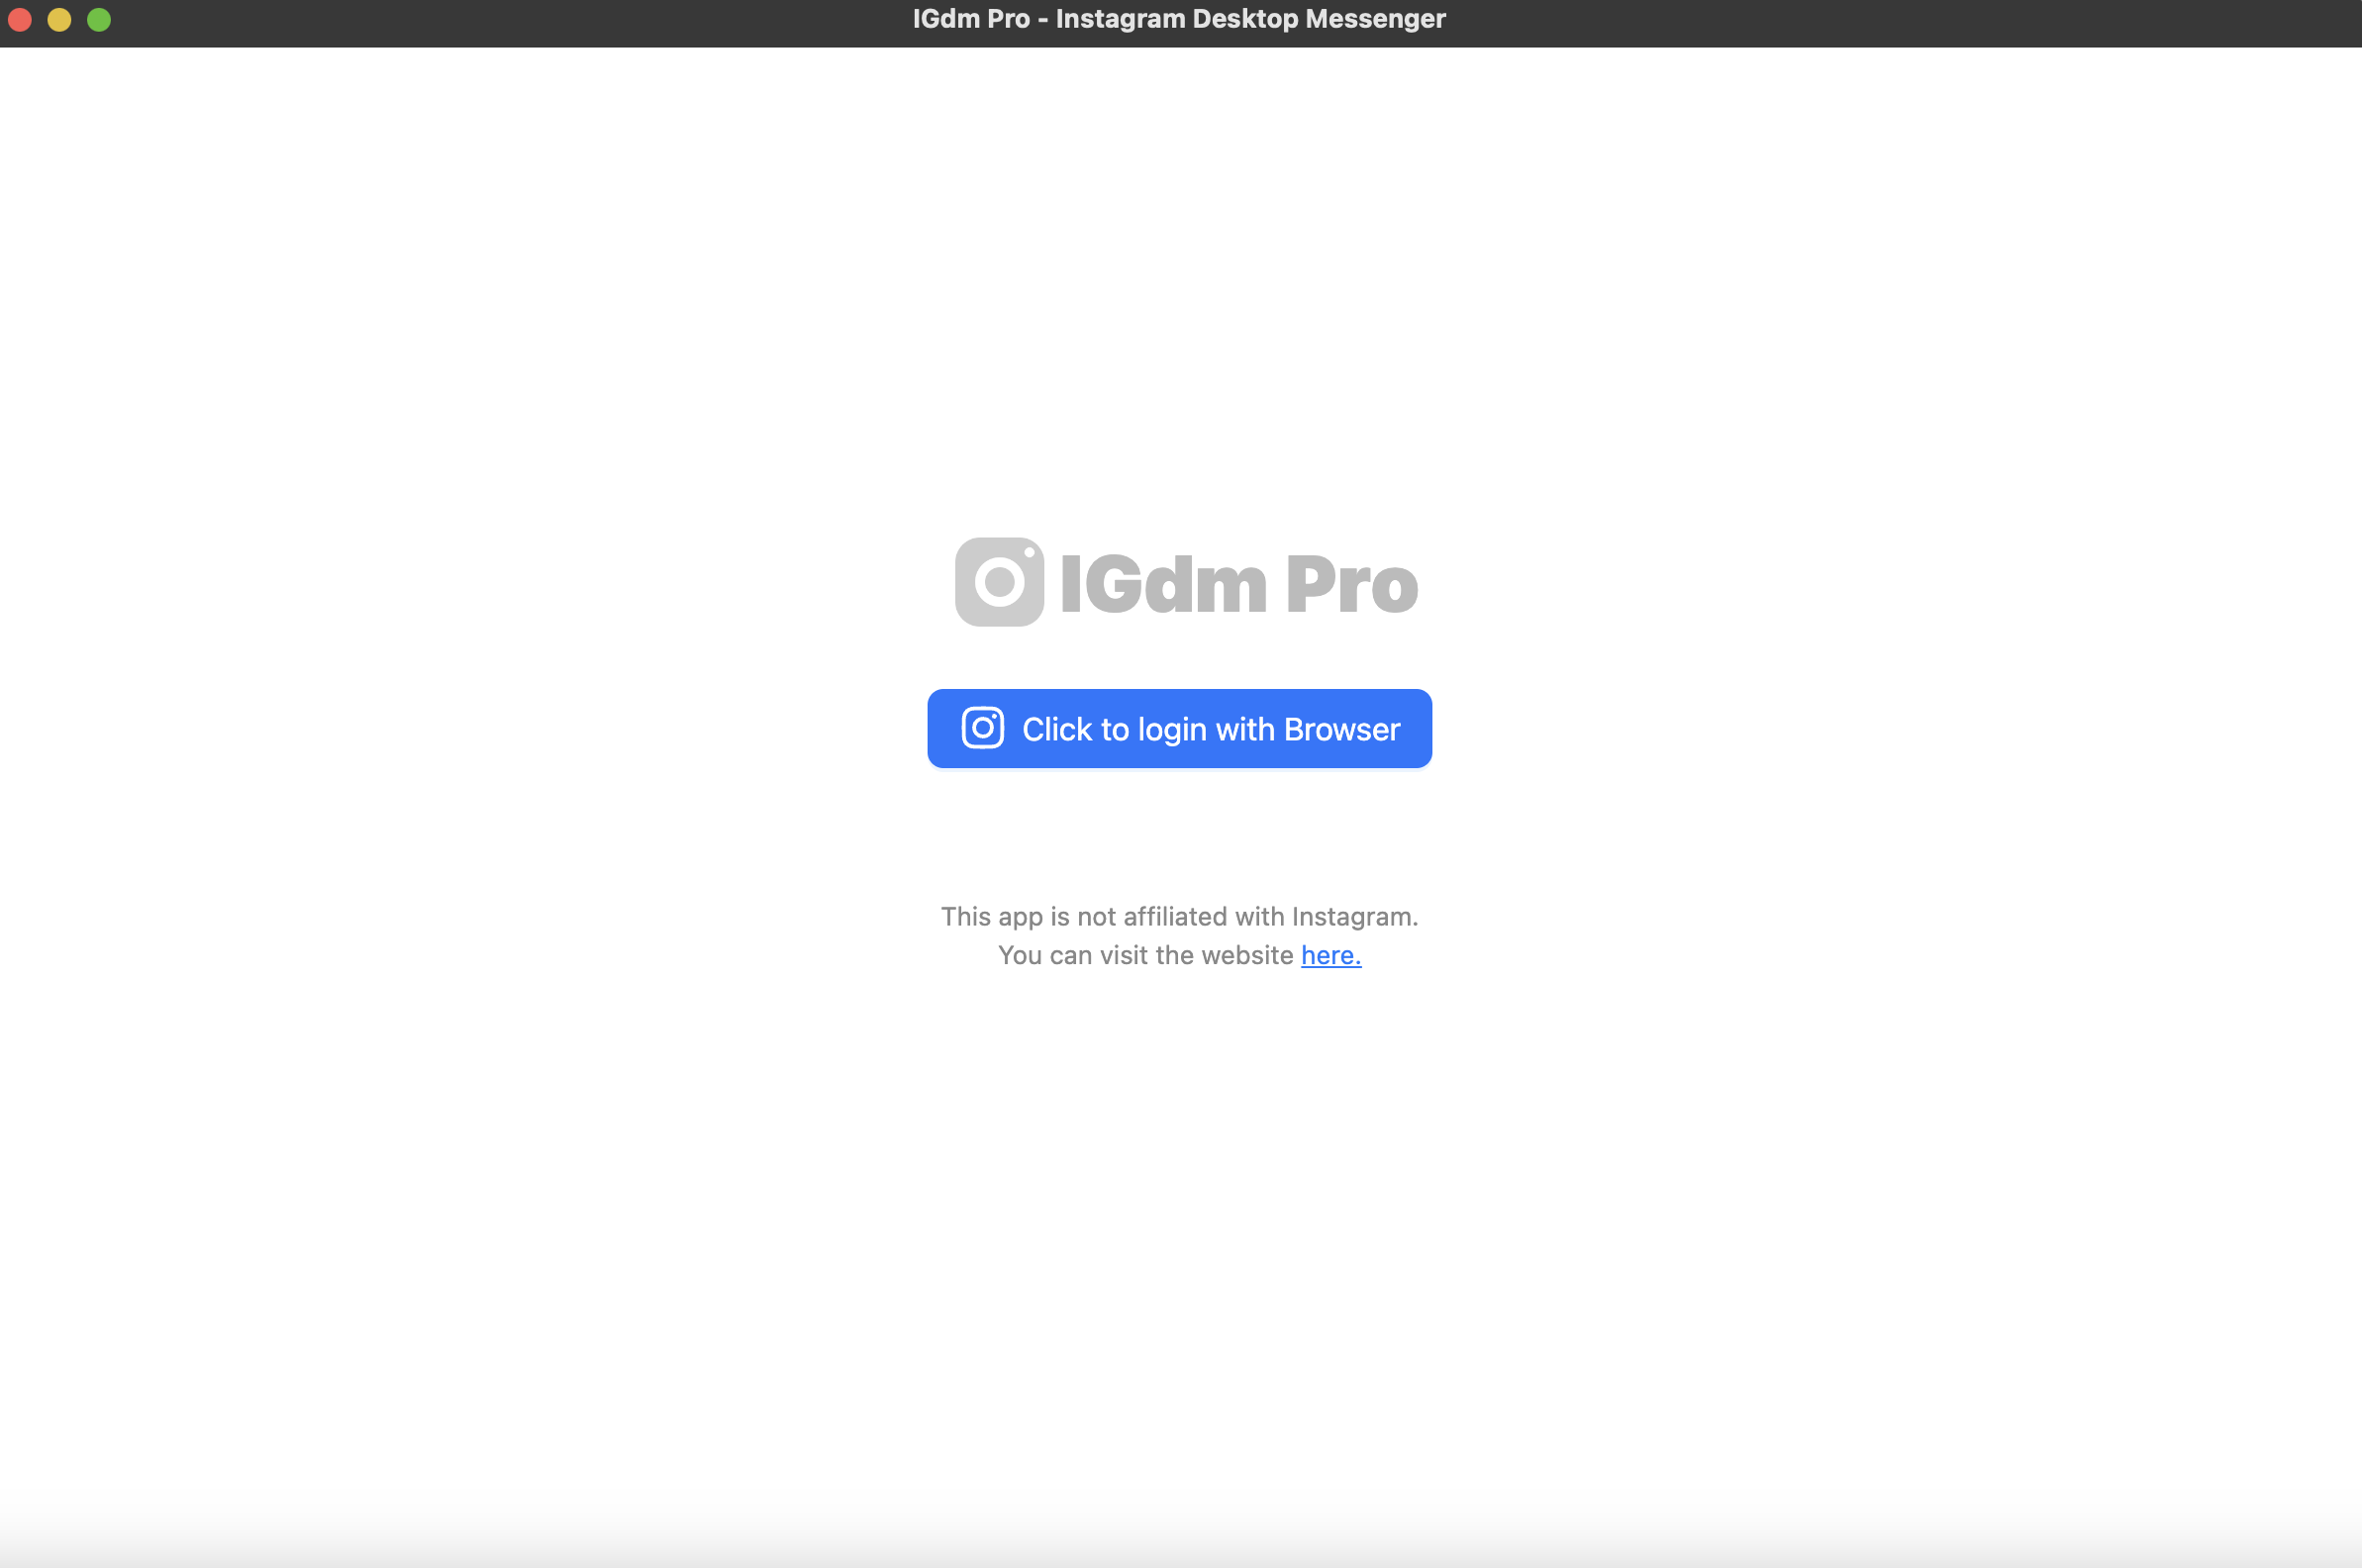 IGdm Pro - Instagram Desktop Messenger
IGdm Pro
Click to login with Browser
This app is not affiliated with Instagram.
You can visit the website here.